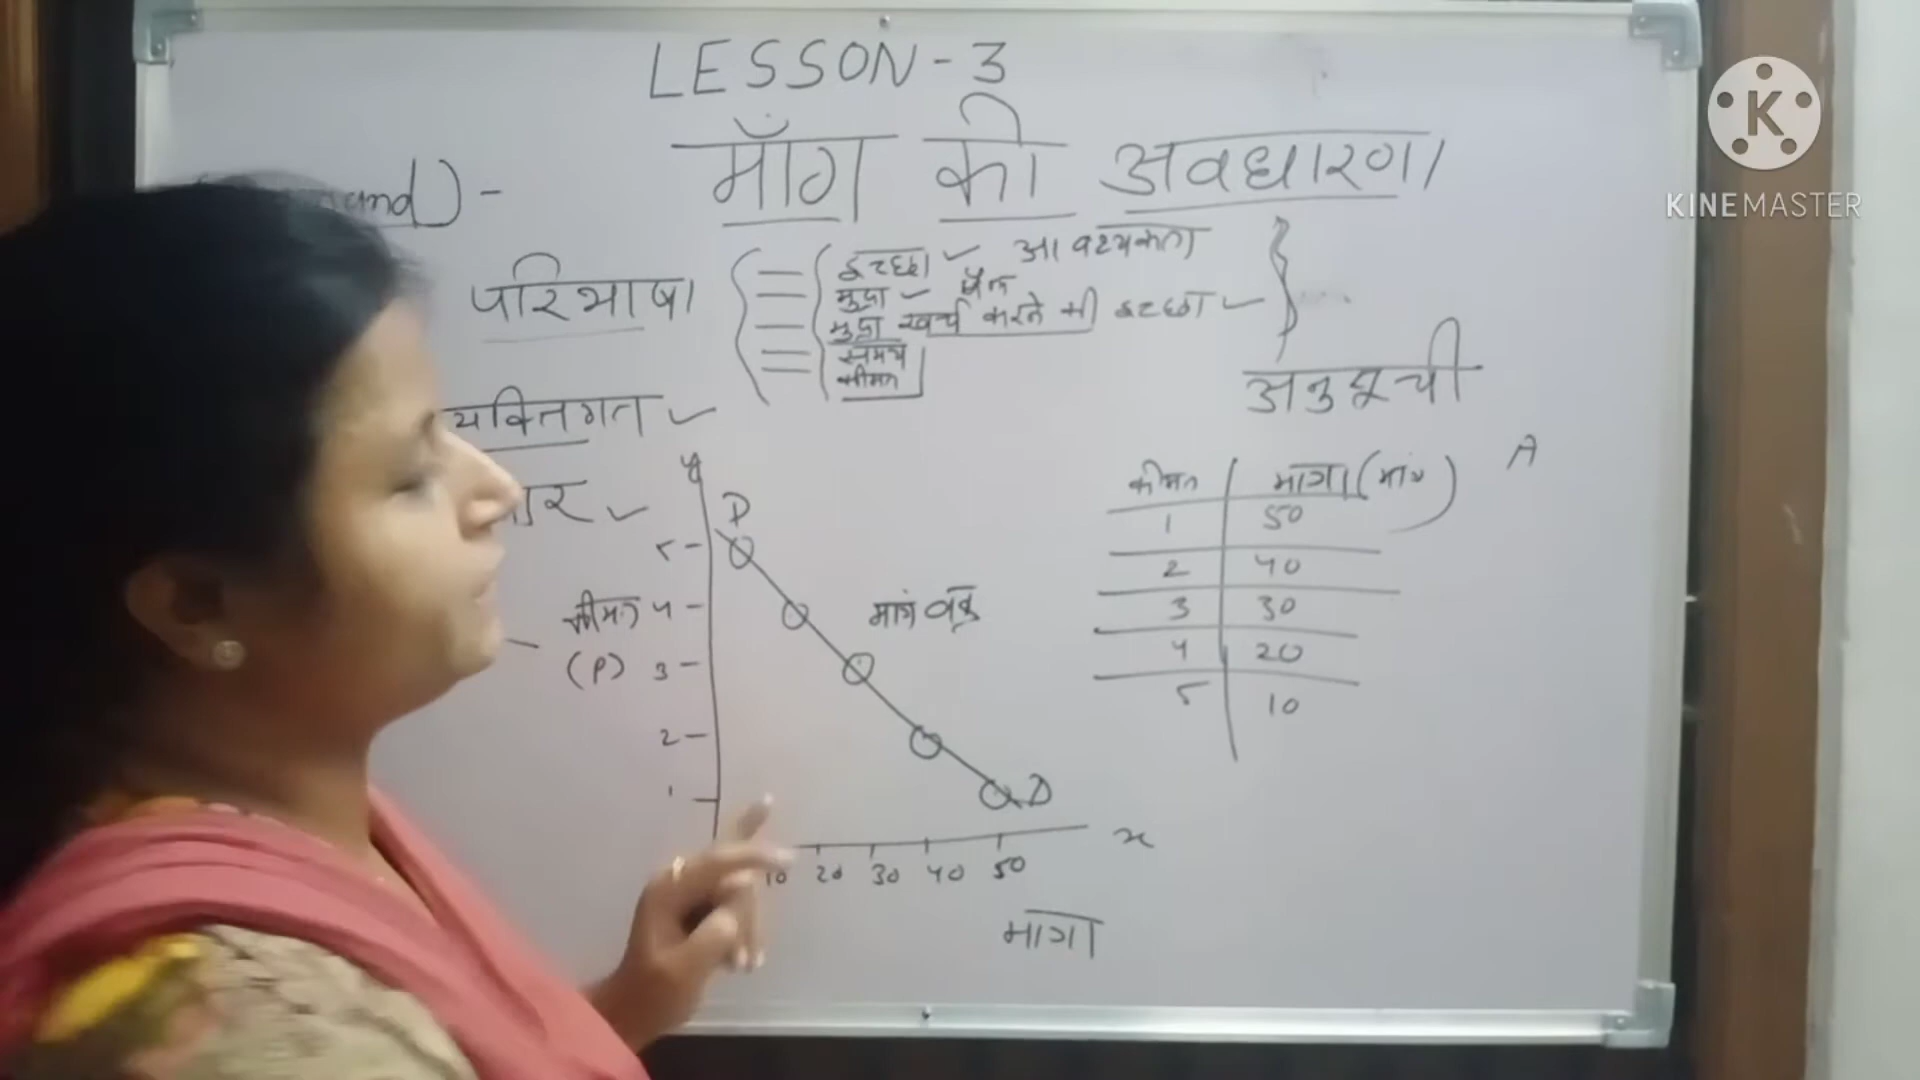 LESSON-3
माँग की अवधारणा
and) -
परिभाषा
इच्छा ✓ आवश्यकता
मुद्रा ✓
मुद्रा खर्च करने की इच्छा ✓
समय
कीमत
अनुसूची
व्यक्तिगत ✓
ार ✓
A
कीमत मात्रा (मांग)
1 50
2 40
3 30
4 20
5 10
y
D
5
कीमत 4
(P) 3
2
1
मांग वक्र
D
x
10 20 30 40 50
मात्रा
K
KINEMASTER